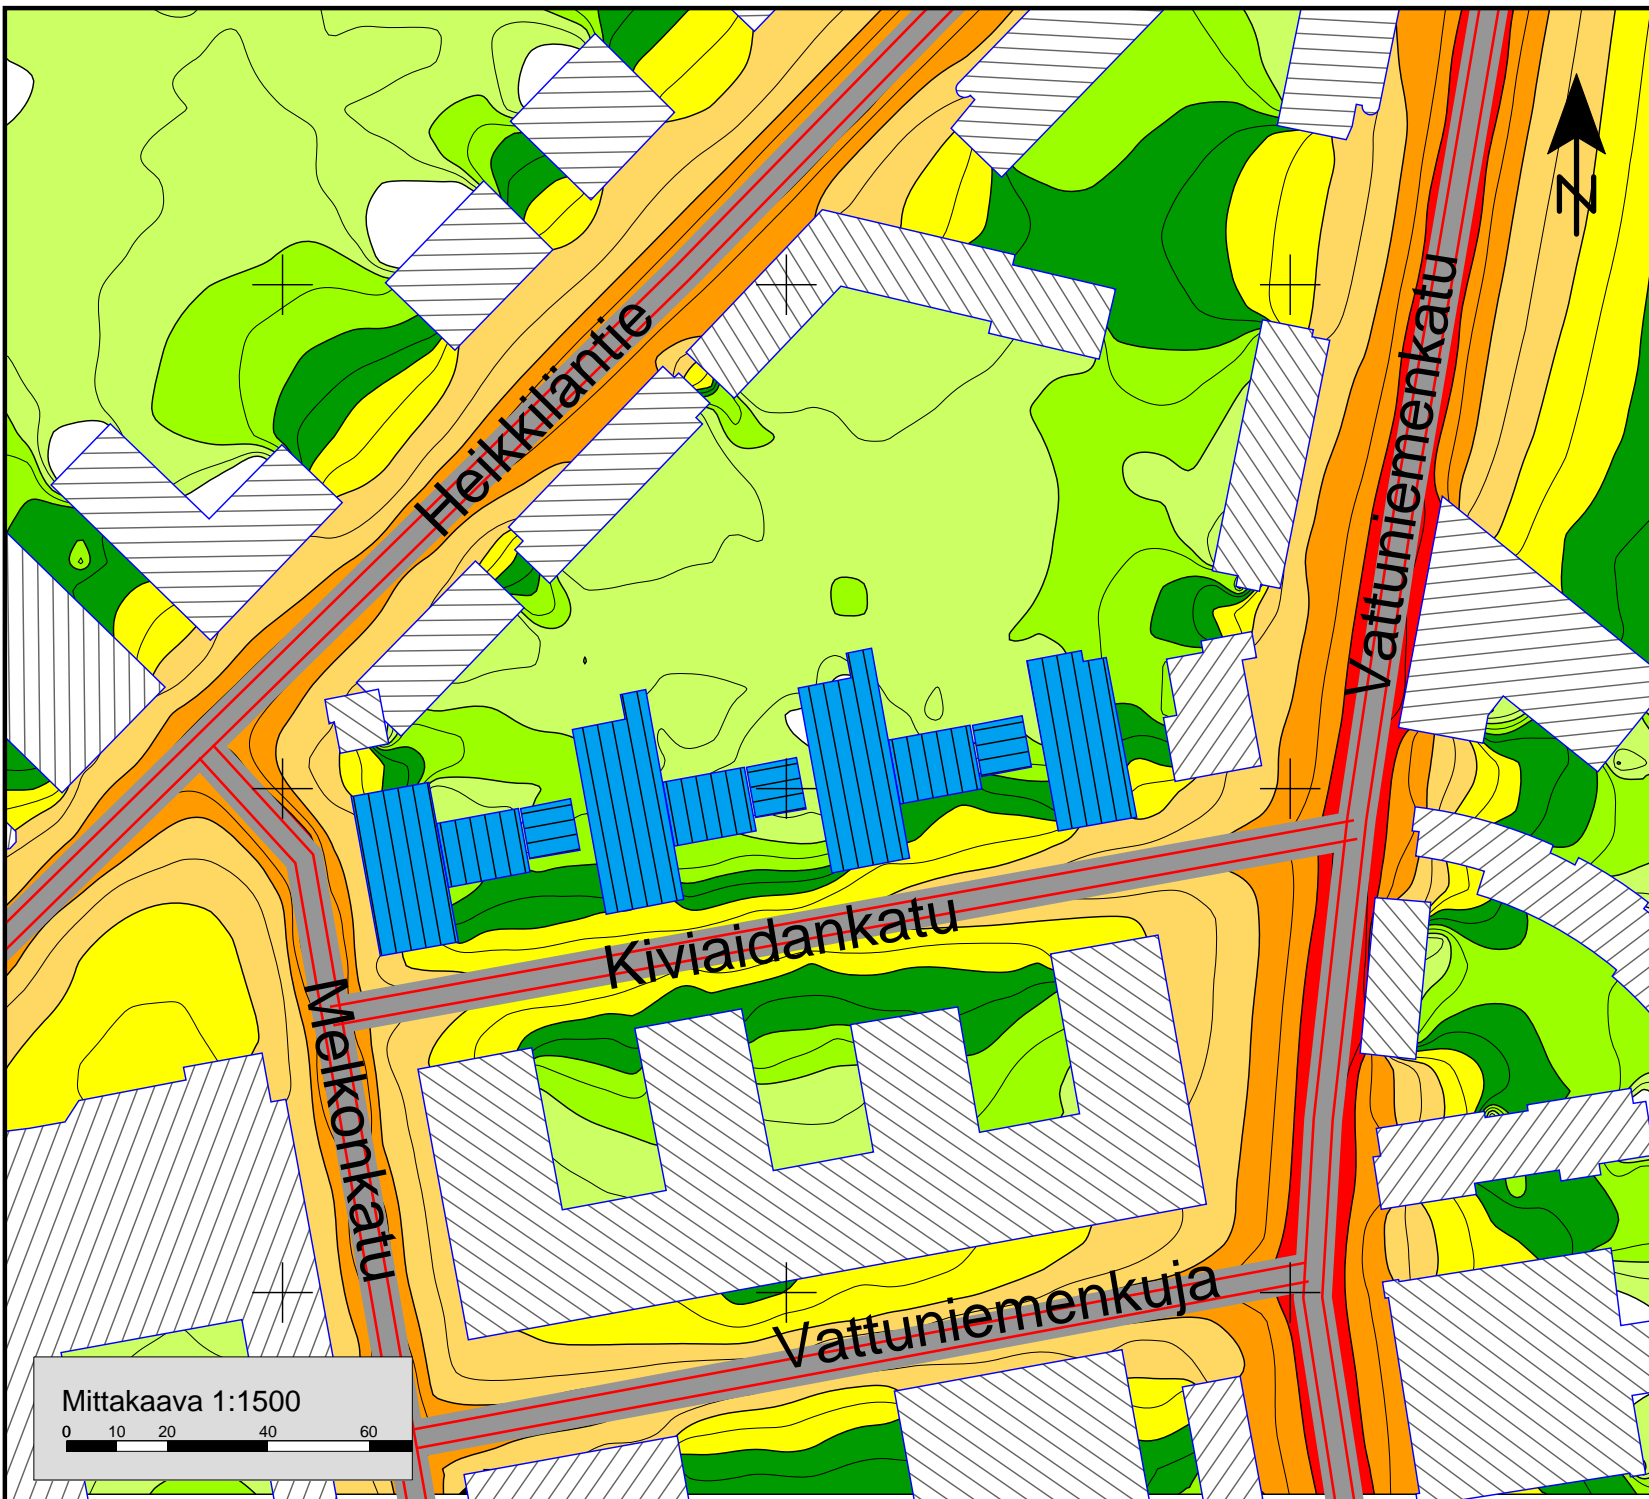 N
Heikkiläntie
Vattuniemenkatu
Kiviaidankatu
Melkonkatu
Vattuniemenkuja
Mittakaava 1:1500
0 10 20 40 60